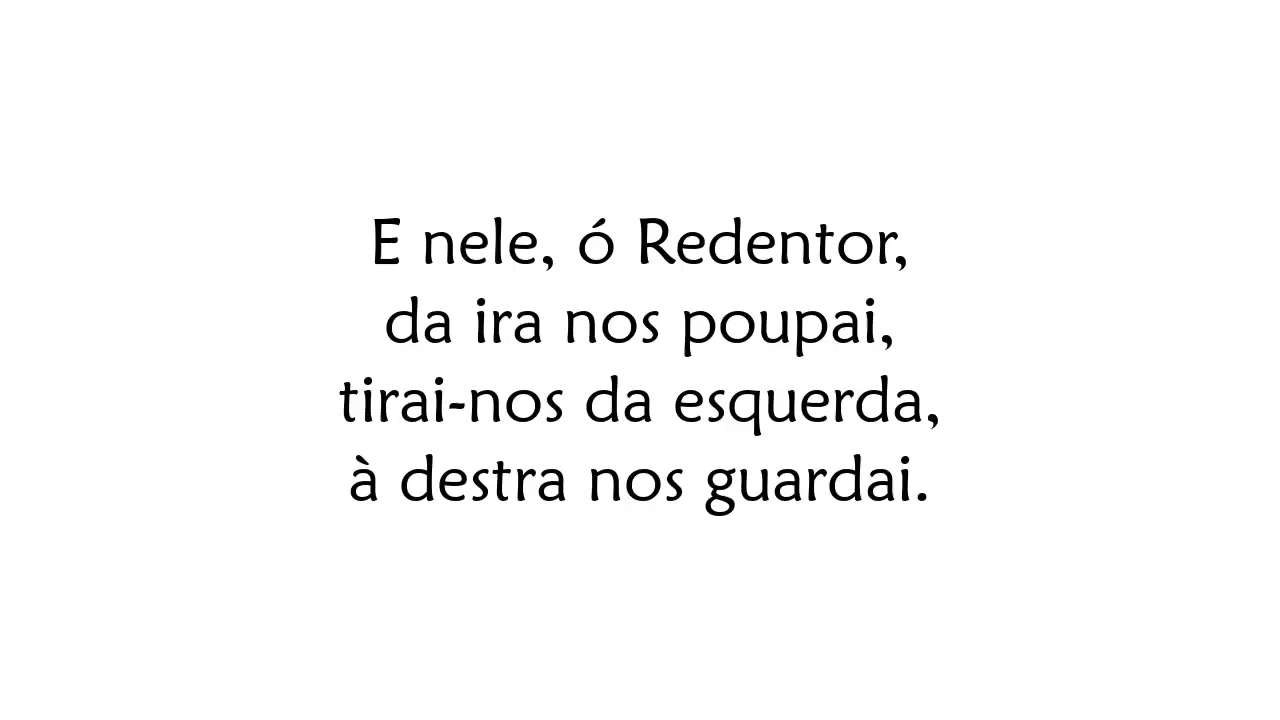 E nele, ó Redentor,
da ira nos poupai,
tirai-nos da esquerda,
à destra nos guardai.